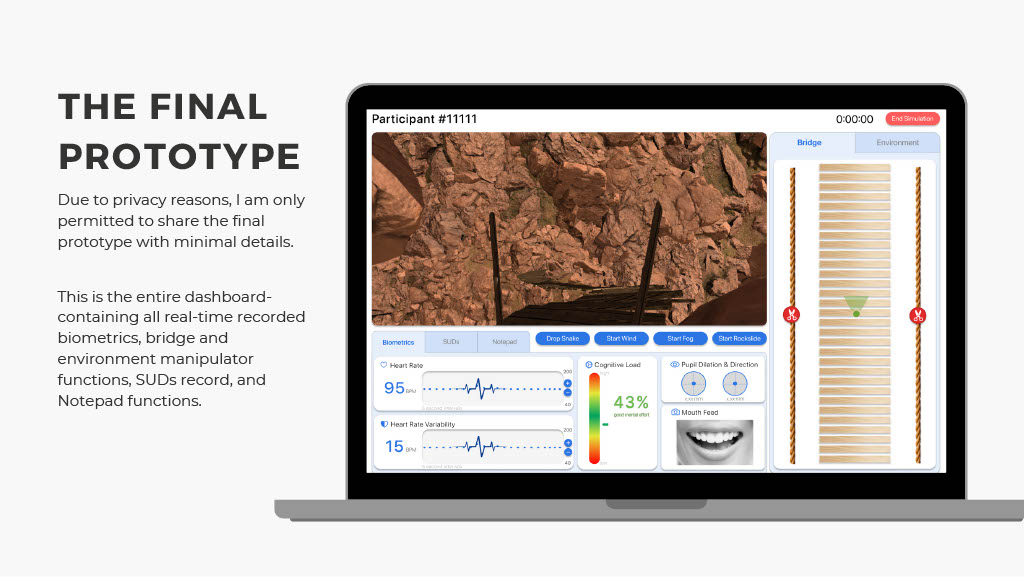 THE FINAL
PROTOTYPE
Due to privacy reasons, I am only
permitted to share the final
prototype with minimal details.
This is the entire dashboard-
containing all real-time recorded
biometrics, bridge and
environment manipulator
functions, SUDs record, and
Notepad functions.
Participant #11111
0:00:00
End Simulation
Bridge
Environment
Biometrics
SUDs
Notepad
Drop Snake
Start Wind
Start Fog
Start Rockslide
Heart Rate
95 BPM
200
40
Heart Rate Variability
15 BPM
200
40
Cognitive Load
43%
good mental effort
Pupil Dilation & Direction
Mouth Feed